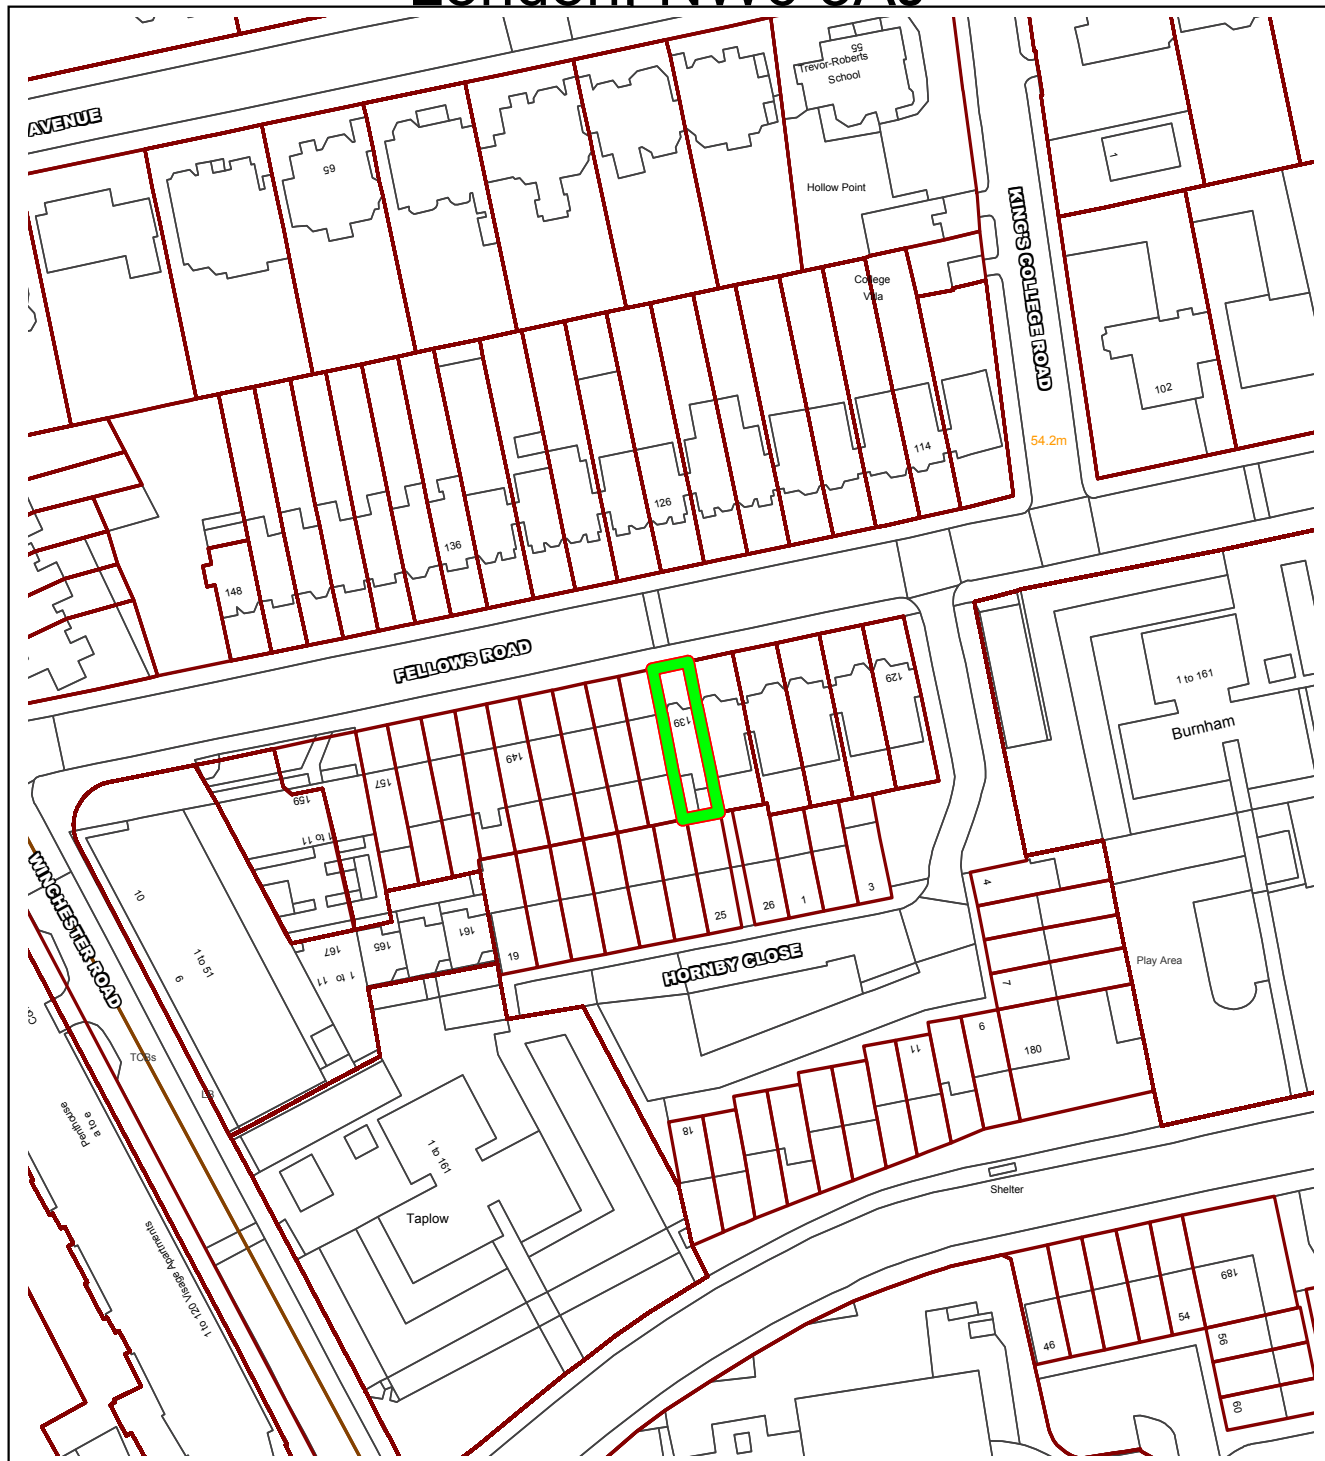 55
Trevor-Roberts
School
AVENUE
65
1
Hollow Point
KING'S COLLEGE ROAD
College
Villa
102
54.2m
114
126
136
148
FELLOWS ROAD
129
139
149
157
159
1 to 11
1 to 161
Burnham
WINCHESTER ROAD
10
1 to 51
6
167
165
161
1 to 11
19
25
26
1
3
HORNBY CLOSE
4
7
Play Area
9
180
11
18
TCBs
LB
Penthouse
a to e
1 to 161
Taplow
1 to 120 Visage Apartments
Shelter
189
54
46
56
60